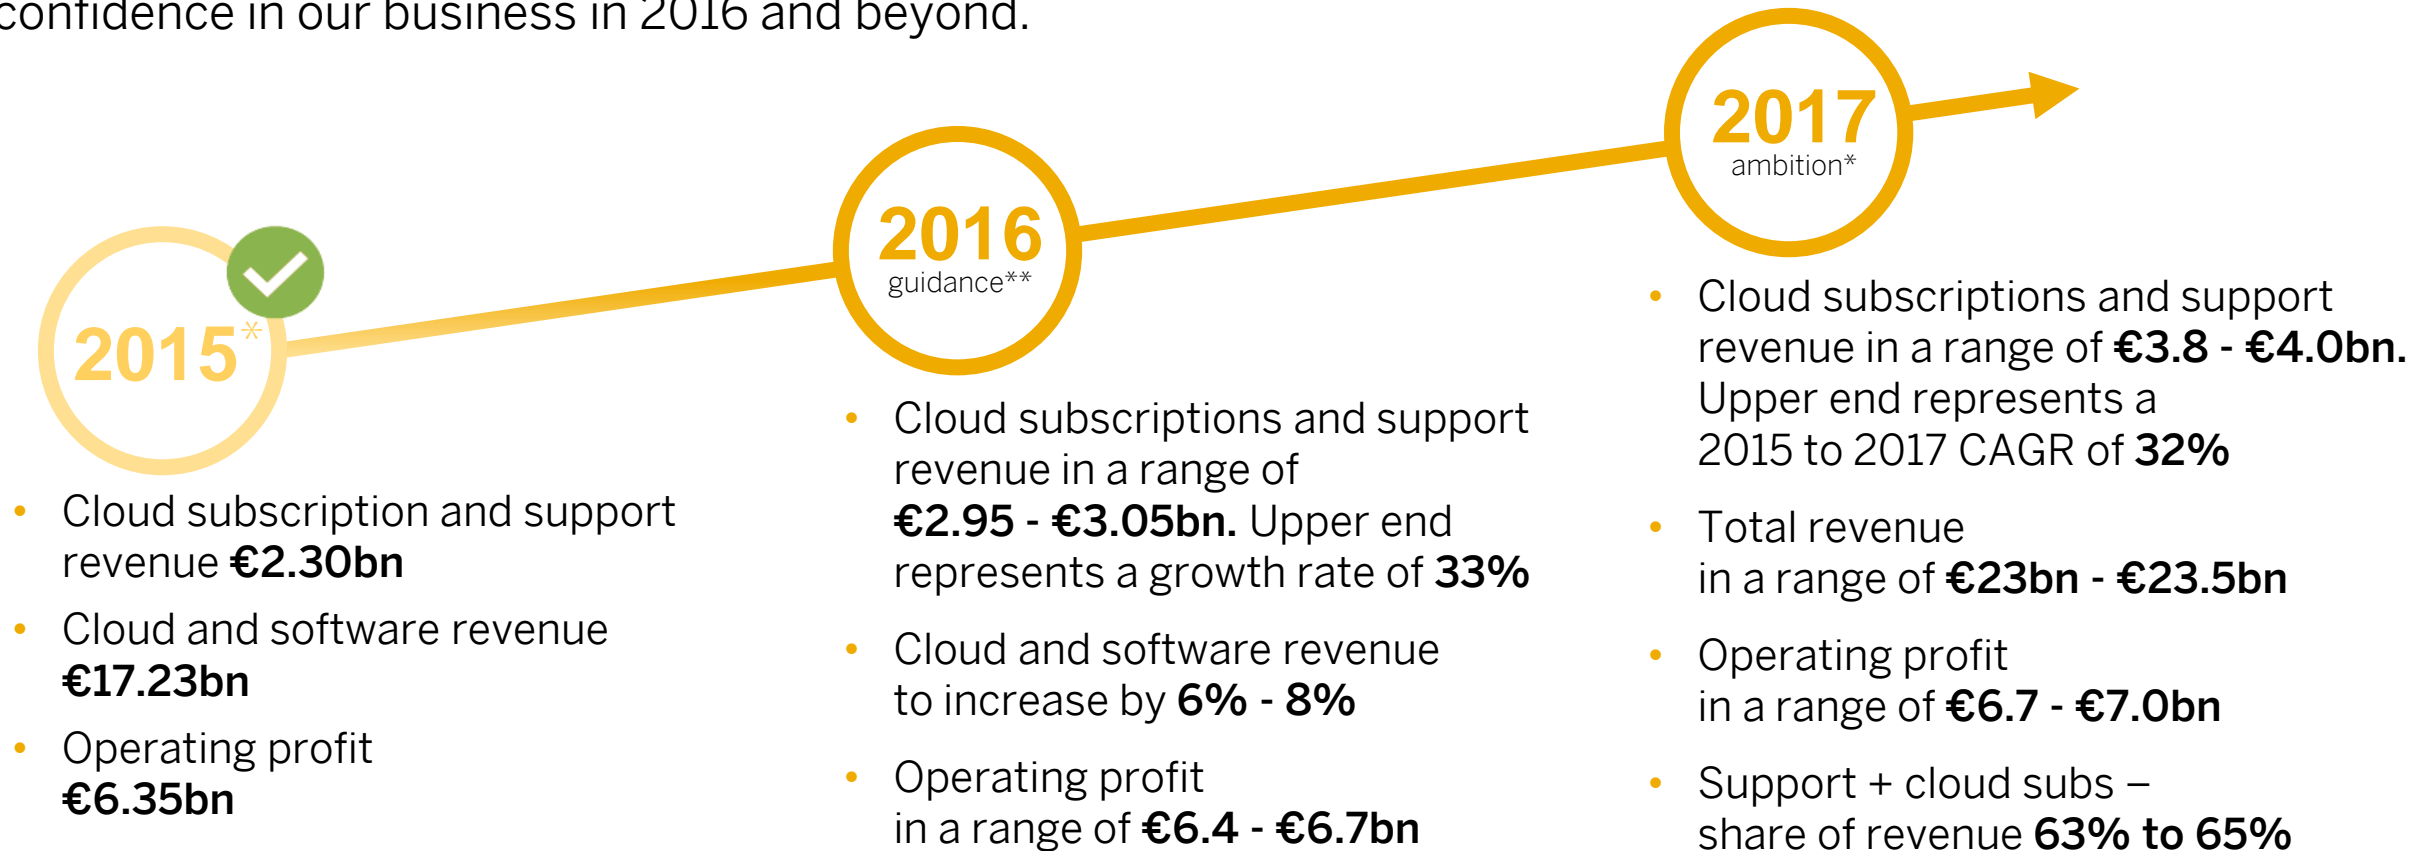 confidence in our business in 2016 and beyond.
2015*
• Cloud subscription and support
revenue €2.30bn
• Cloud and software revenue
€17.23bn
• Operating profit
€6.35bn
2016
guidance**
• Cloud subscriptions and support
revenue in a range of
€2.95 - €3.05bn. Upper end
represents a growth rate of 33%
• Cloud and software revenue
to increase by 6% - 8%
• Operating profit
in a range of €6.4 - €6.7bn
2017
ambition*
• Cloud subscriptions and support
revenue in a range of €3.8 - €4.0bn.
Upper end represents a
2015 to 2017 CAGR of 32%
• Total revenue
in a range of €23bn - €23.5bn
• Operating profit
in a range of €6.7 - €7.0bn
• Support + cloud subs –
share of revenue 63% to 65%